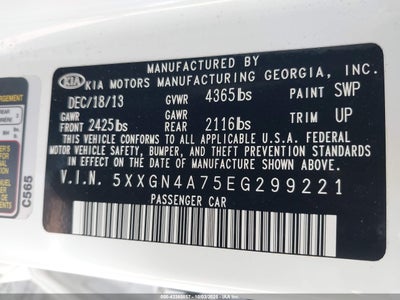 MANUFACTURED BY
KIA KIA MOTORS MANUFACTURING GEORGIA, INC.
DEC/18/13 GVWR 4365lbs PAINT SWP
GAWR GAWR
FRONT 2425lbs REAR 2116lbs TRIM UP
THIS VEHICLE CONFORMS TO ALL APPLICABLE U.S.A. FEDERAL
MOTOR VEHICLE SAFETY, BUMPER, AND THEFT PREVENTION STANDARDS
IN EFFECT ON THE DATE OF MANUFACTURE SHOWN ABOVE.
V.I.N. 5XXGN4A75EG299221
PASSENGER CAR
C565